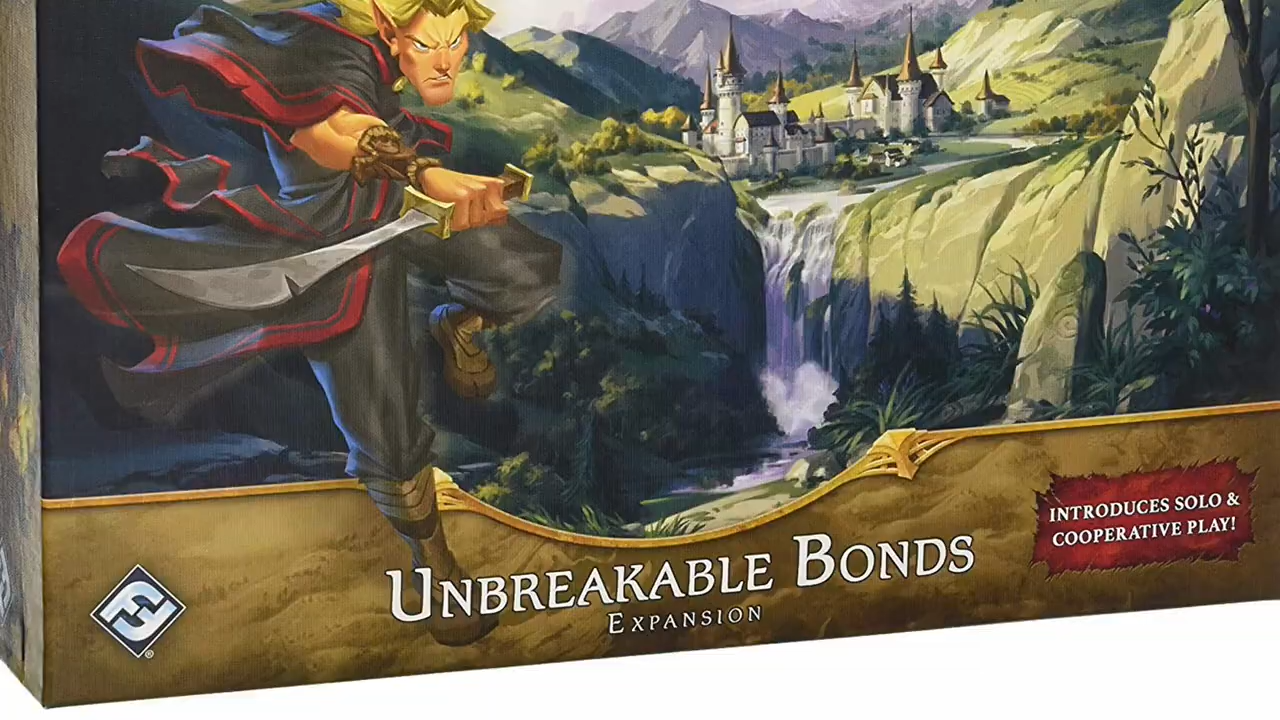 INTRODUCES SOLO &
COOPERATIVE PLAY!
UNBREAKABLE BONDS
EXPANSION